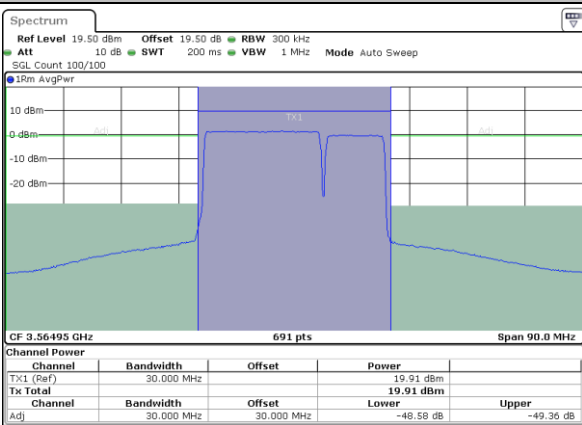 Spectrum
Ref Level 19.50 dBm Offset 19.50 dB RBW 300 kHz
Att 10 dB SWT 200 ms VBW 1 MHz Mode Auto Sweep
SGL Count 100/100
1Rm AvgPwr
10 dBm
TX1
Adj 0 dBm Adj
-10 dBm
-20 dBm
CF 3.56495 GHz 691 pts Span 90.0 MHz
Channel Power
Channel Bandwidth Offset Power
TX1 (Ref) 30.000 MHz 19.91 dBm
Tx Total 19.91 dBm
Channel Bandwidth Offset Lower Upper
Adj 30.000 MHz 30.000 MHz -48.58 dB -49.36 dB